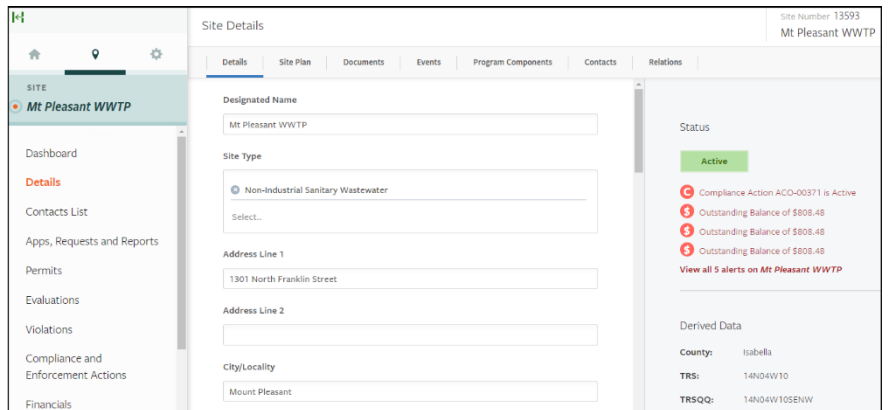 Site Details
Site Number 13593
Mt Pleasant WWTP
SITE
Mt Pleasant WWTP
Dashboard
Details
Contacts List
Apps, Requests and Reports
Permits
Evaluations
Violations
Compliance and
Enforcement Actions
Financials
Details Site Plan Documents Events Program Components Contacts Relations
Designated Name
Mt Pleasant WWTP
Site Type
Non-Industrial Sanitary Wastewater
Select..
Address Line 1
1301 North Franklin Street
Address Line 2
City/Locality
Mount Pleasant
Status
Active
C Compliance Action ACO-00371 is Active
$ Outstanding Balance of $808.48
$ Outstanding Balance of $808.48
$ Outstanding Balance of $808.48
View all 5 alerts on Mt Pleasant WWTP
Derived Data
County: Isabella
TRS: 14N04W10
TRSQQ: 14N04W10SENW